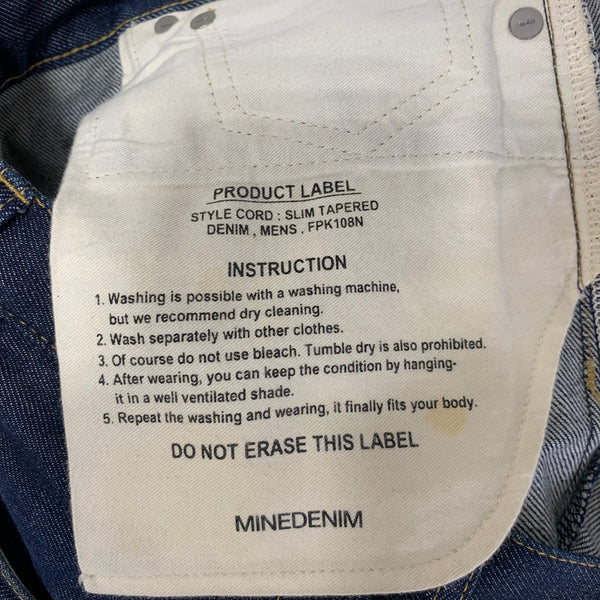 PRODUCT LABEL
STYLE CORD : SLIM TAPERED
DENIM , MENS . FPK108N
INSTRUCTION
1. Washing is possible with a washing machine,
but we recommend dry cleaning.
2. Wash separately with other clothes.
3. Of course do not use bleach. Tumble dry is also prohibited.
4. After wearing, you can keep the condition by hanging-
it in a well ventilated shade.
5. Repeat the washing and wearing, it finally fits your body.
DO NOT ERASE THIS LABEL
MINEDENIM